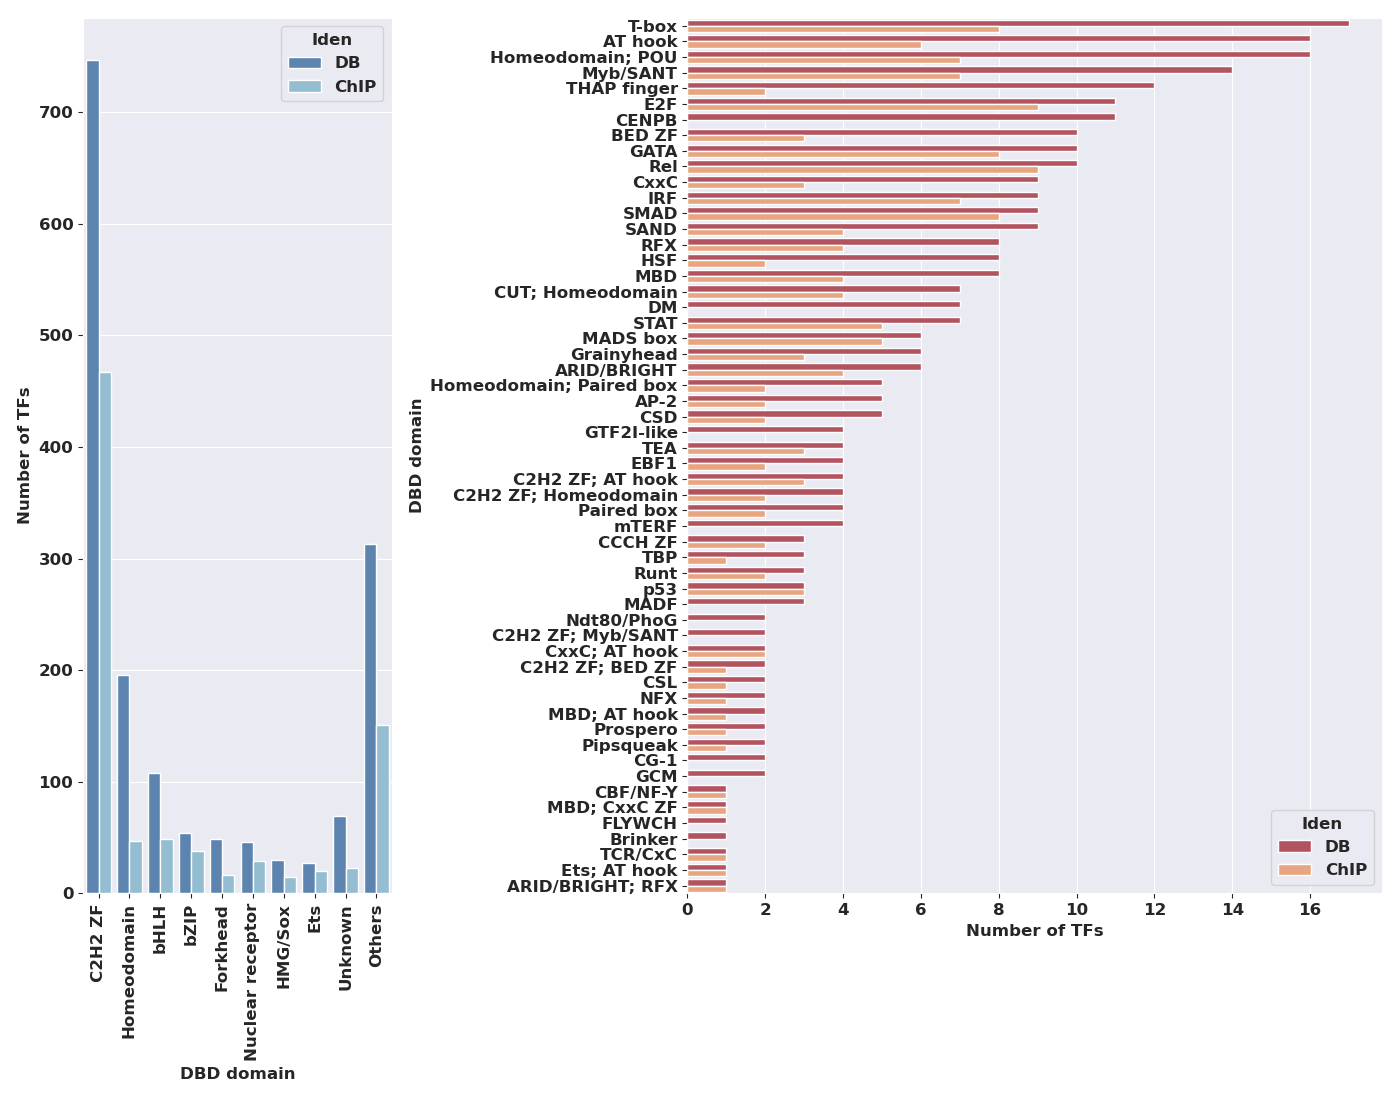 Iden
DB
ChIP
700
600
500
400
300
200
100
0
Number of TFs
C2H2 ZF
Homeodomain
bHLH
bZIP
Forkhead
Nuclear receptor
HMG/Sox
Ets
Unknown
Others
DBD domain
DBD domain
T-box
AT hook
Homeodomain; POU
Myb/SANT
THAP finger
E2F
CENPB
BED ZF
GATA
Rel
CxxC
IRF
SMAD
SAND
RFX
HSF
MBD
CUT; Homeodomain
DM
STAT
MADS box
Grainyhead
ARID/BRIGHT
Homeodomain; Paired box
AP-2
CSD
GTF2I-like
TEA
EBF1
C2H2 ZF; AT hook
C2H2 ZF; Homeodomain
Paired box
mTERF
CCCH ZF
TBP
Runt
p53
MADF
Ndt80/PhoG
C2H2 ZF; Myb/SANT
CxxC; AT hook
C2H2 ZF; BED ZF
CSL
NFX
MBD; AT hook
Prospero
Pipsqueak
CG-1
GCM
CBF/NF-Y
MBD; CxxC ZF
FLYWCH
Brinker
TCR/CxC
Ets; AT hook
ARID/BRIGHT; RFX
Iden
DB
ChIP
0 2 4 6 8 10 12 14 16
Number of TFs